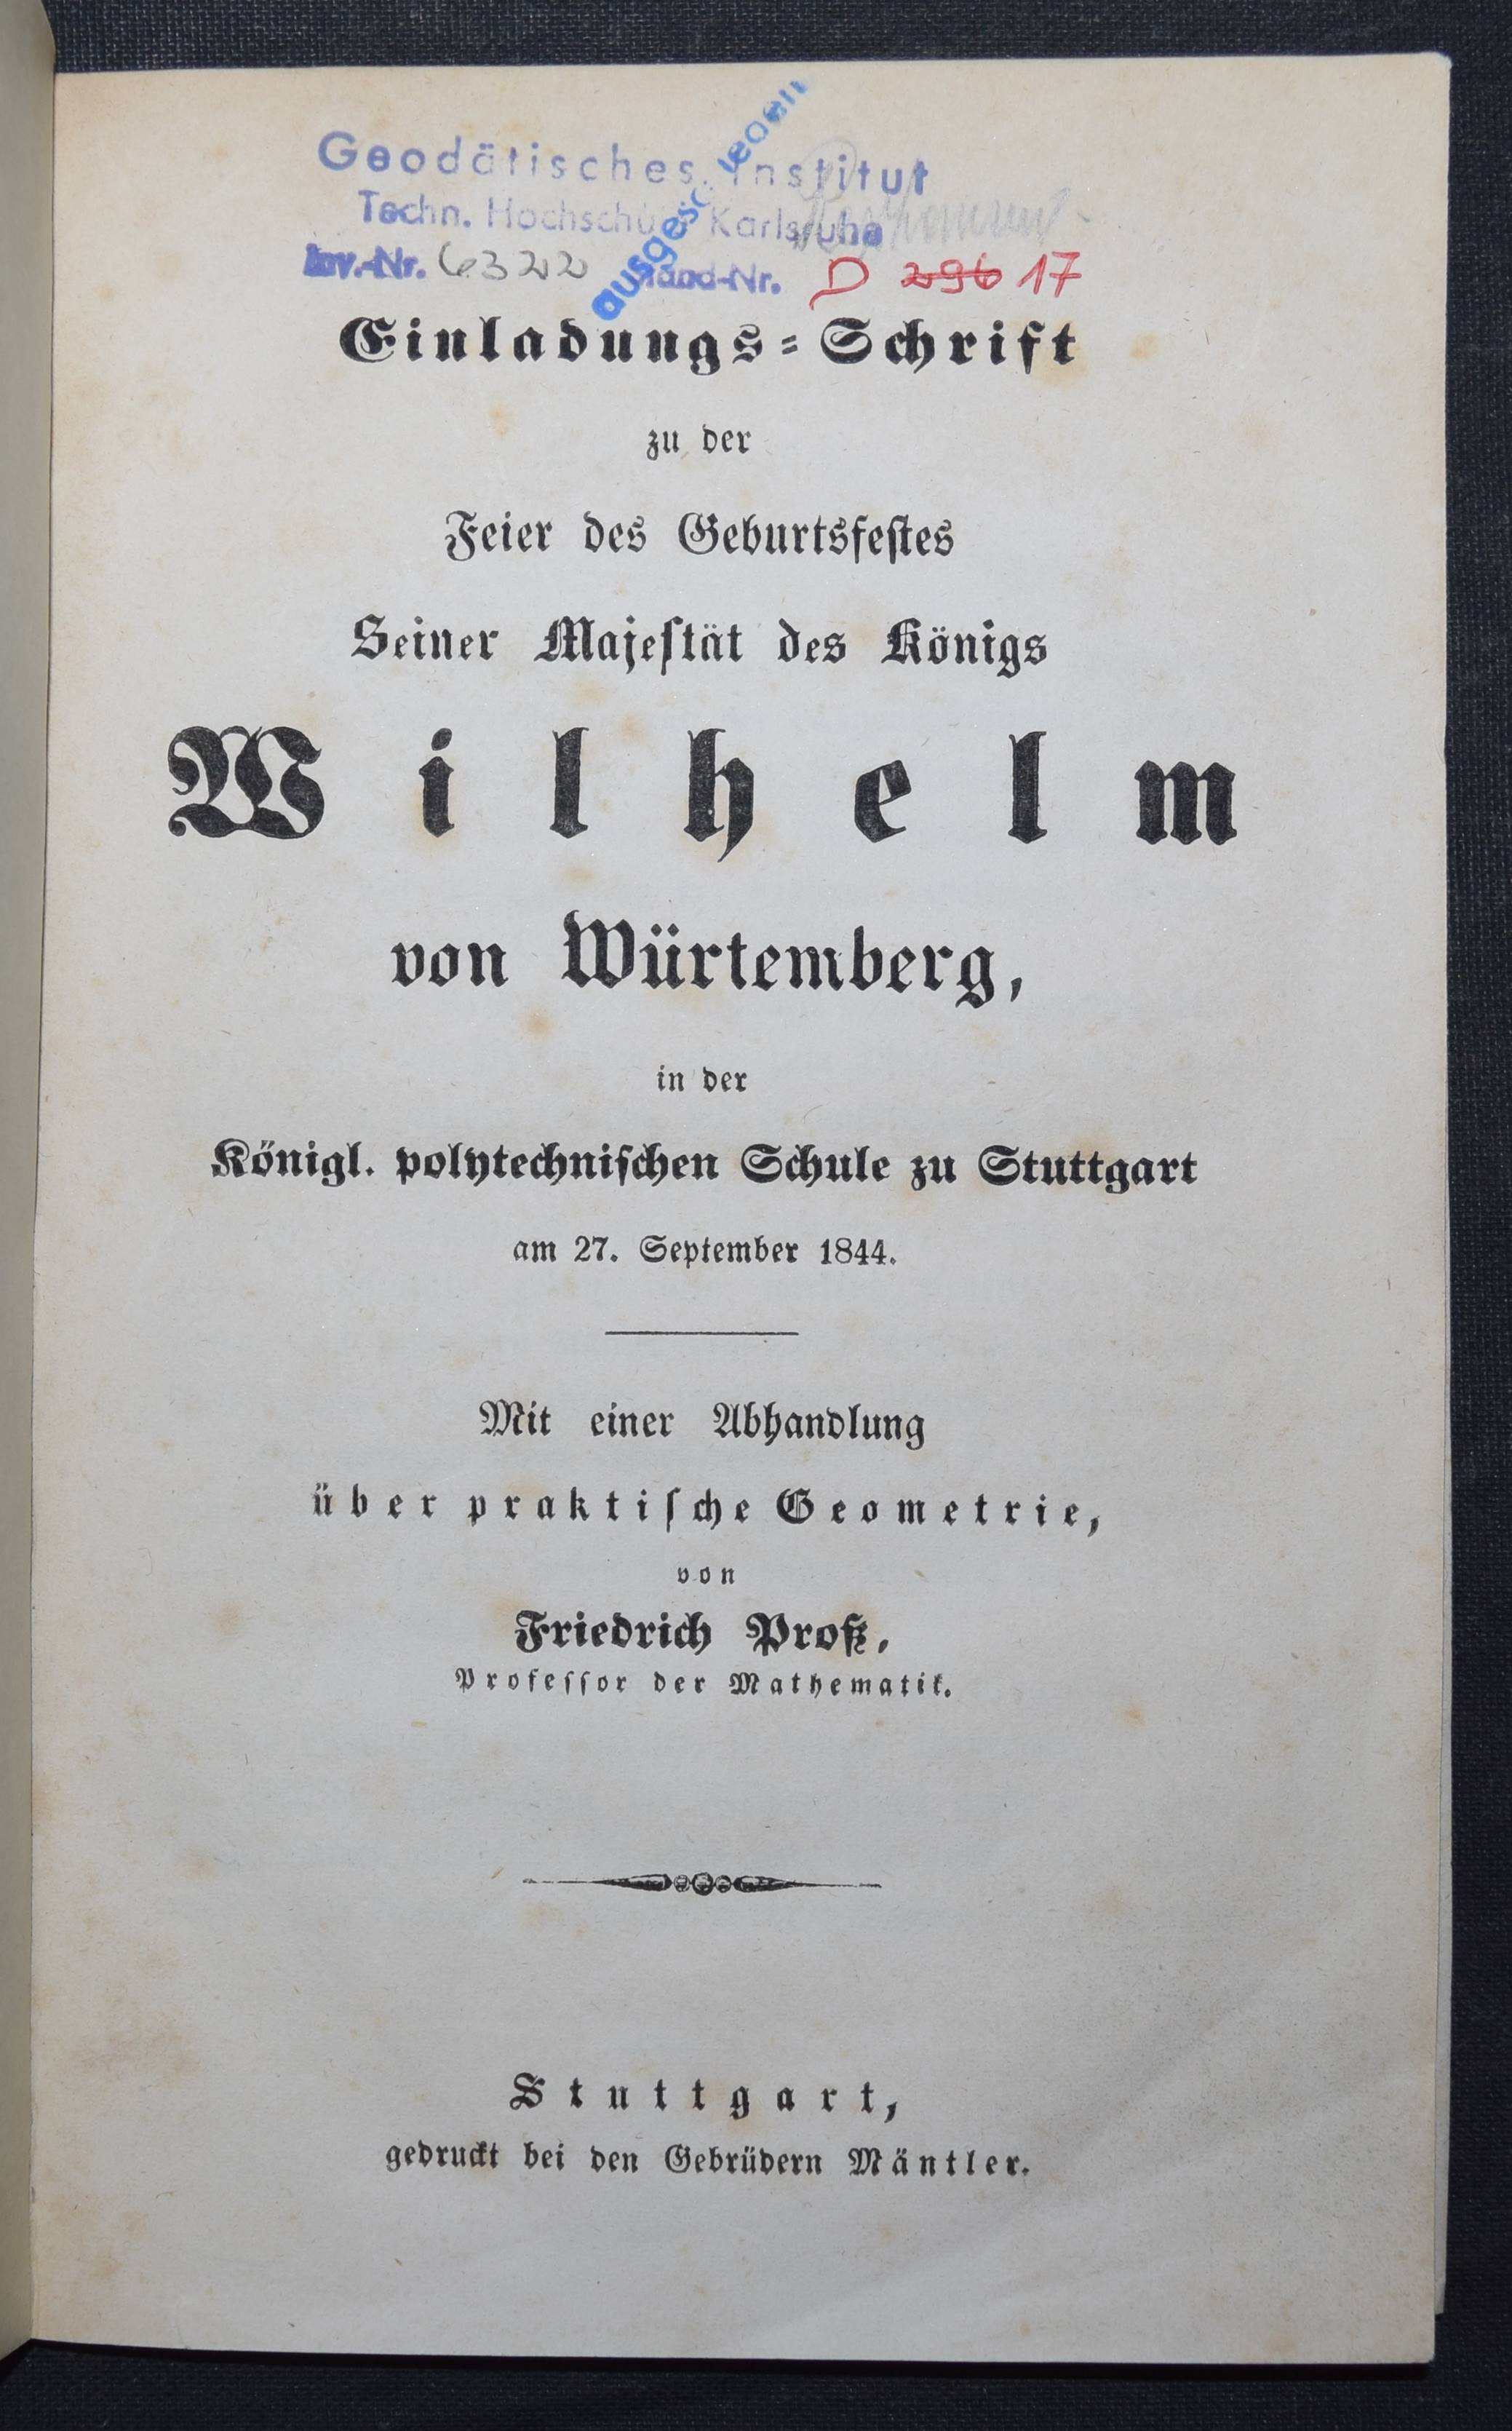 Geodätisches Institut
Techn. Hochschule Karlsruhe
Inv.-Nr. 6322 Stand-Nr. D 296 17
Einladungs-Schrift
zu der
Feier des Geburtsfestes
Seiner Majestät des Königs
Wilhelm
von Würtemberg,
in der
Königl. polytechnischen Schule zu Stuttgart
am 27. September 1844.
Mit einer Abhandlung
über praktische Geometrie,
von
Friedrich Proß,
Professor der Mathematik.
Stuttgart,
gedruckt bei den Gebrüdern Mäntler.